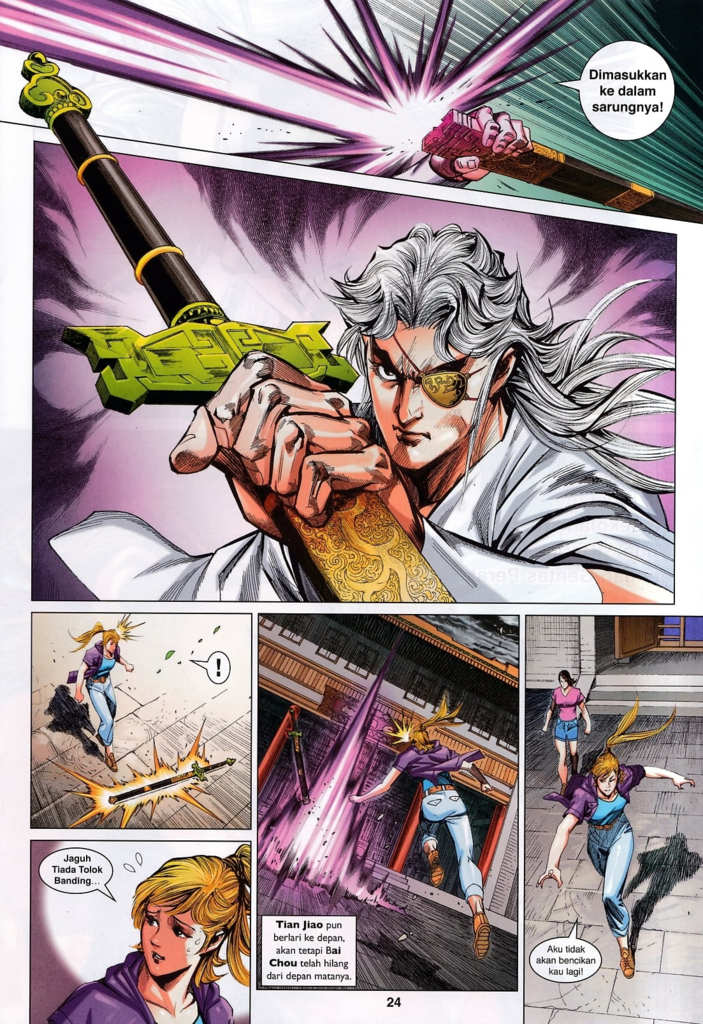 Dimasukkan
ke dalam
sarungnya!
!
Jaguh
Tiada Tolok
Banding...
Tian Jiao pun
berlari ke depan,
akan tetapi Bai
Chou telah hilang
dari depan matanya.
Aku tidak
akan bencikan
kau lagi!
24